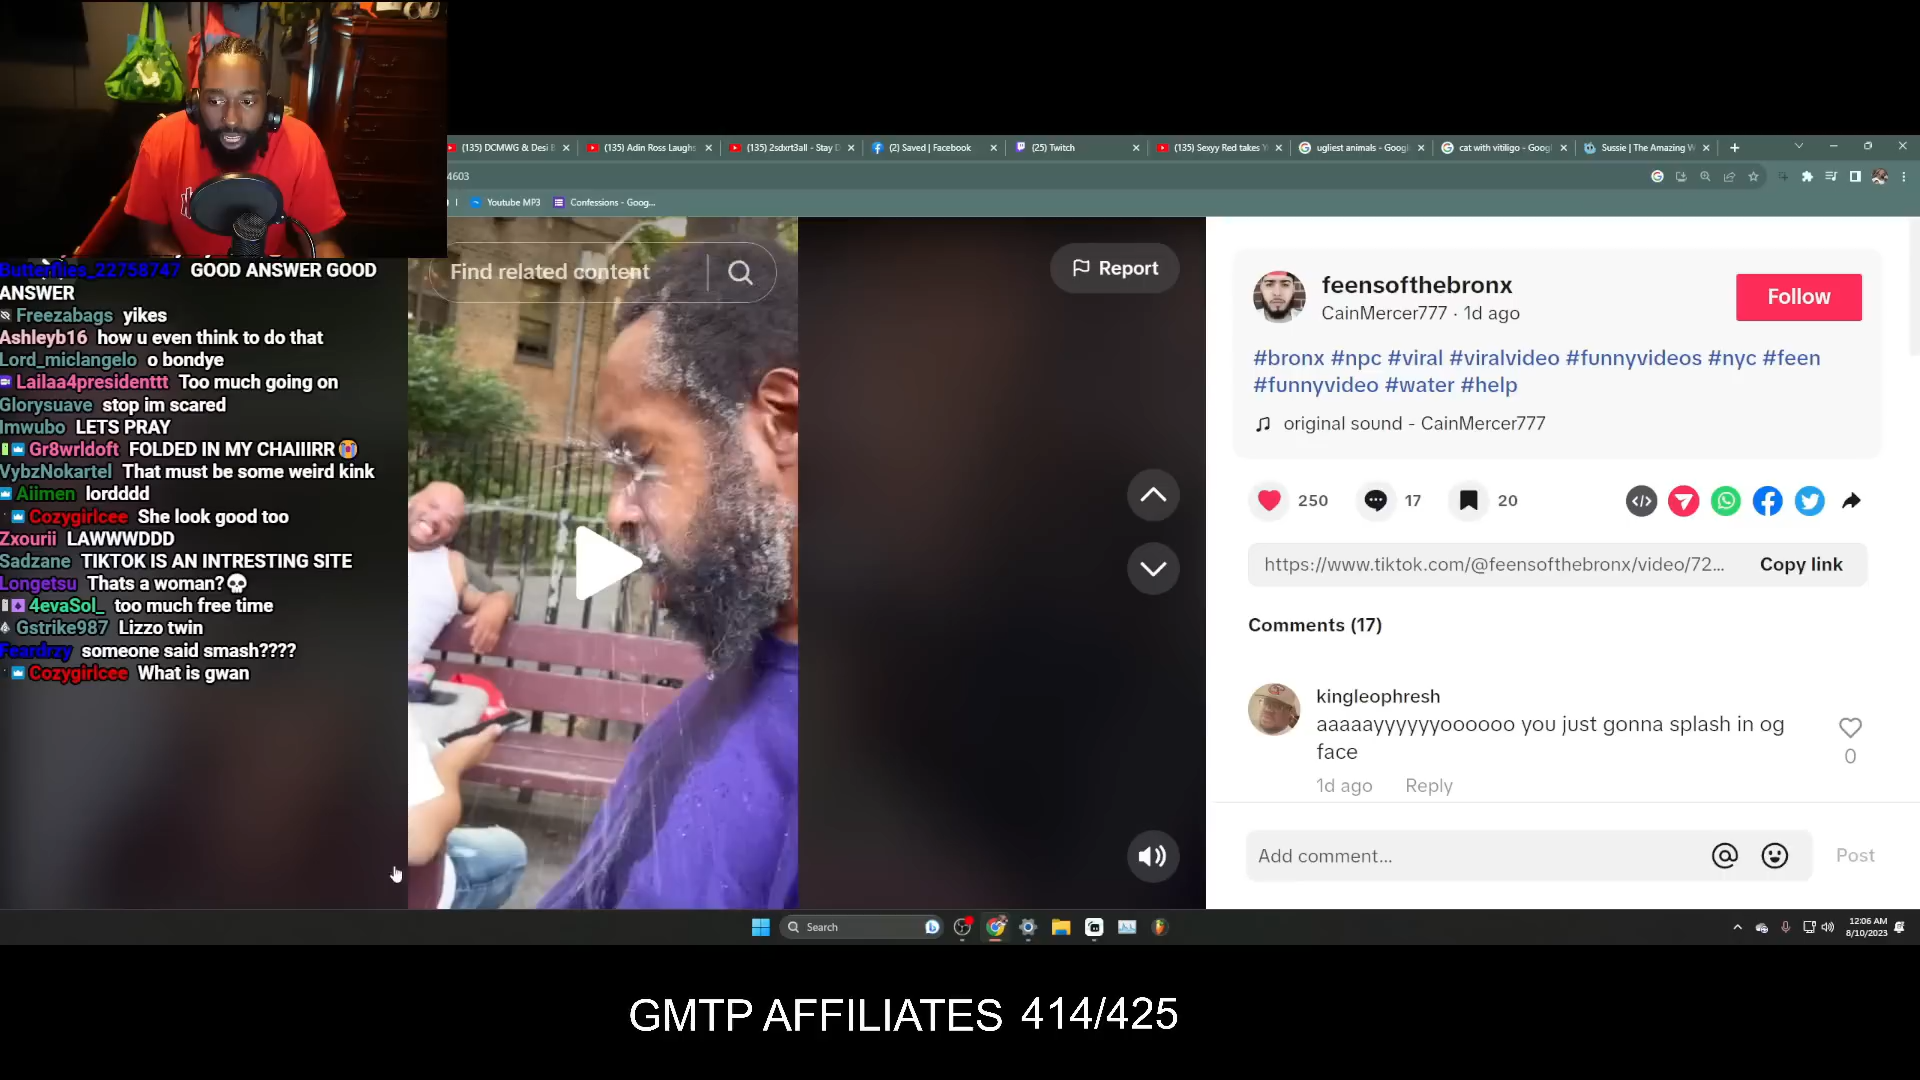 (135) DCMWG & Desi B
(135) Adin Ross Laughs
(135) 2sdxrt3all - Stay D
(2) Saved | Facebook
(25) Twitch
(135) Sexyy Red takes Y
ugliest animals - Googl
cat with vitiligo - Googl
Sussie | The Amazing W
4603
Youtube MP3
Confessions - Goog...
Butterflies_22758747 GOOD ANSWER GOOD
ANSWER
Freezabags yikes
Ashleyb16 how u even think to do that
Lord_miclangelo o bondye
Lailaa4presidenttt Too much going on
Glorysuave stop im scared
Imwubo LETS PRAY
Gr8wrldoft FOLDED IN MY CHAIIIRR😭
VybzNokartel That must be some weird kink
Aiimen lordddd
Cozygirlcee She look good too
Zxourii LAWWWDDD
Sadzane TIKTOK IS AN INTRESTING SITE
Longetsu Thats a woman?💀
4evaSol_ too much free time
Gstrike987 Lizzo twin
Feardrzy someone said smash????
Cozygirlcee What is gwan
Find related content
Report
feensofthebronx
CainMercer777 · 1d ago
Follow
#bronx #npc #viral #viralvideo #funnyvideos #nyc #feen
#funnyvideo #water #help
original sound - CainMercer777
250
17
20
https://www.tiktok.com/@feensofthebronx/video/72...
Copy link
Comments (17)
kingleophresh
aaaaayyyyyyoooooo you just gonna splash in og
face
0
1d ago Reply
Add comment...
Post
Search
12:06 AM
8/10/2023
GMTP AFFILIATES 414/425